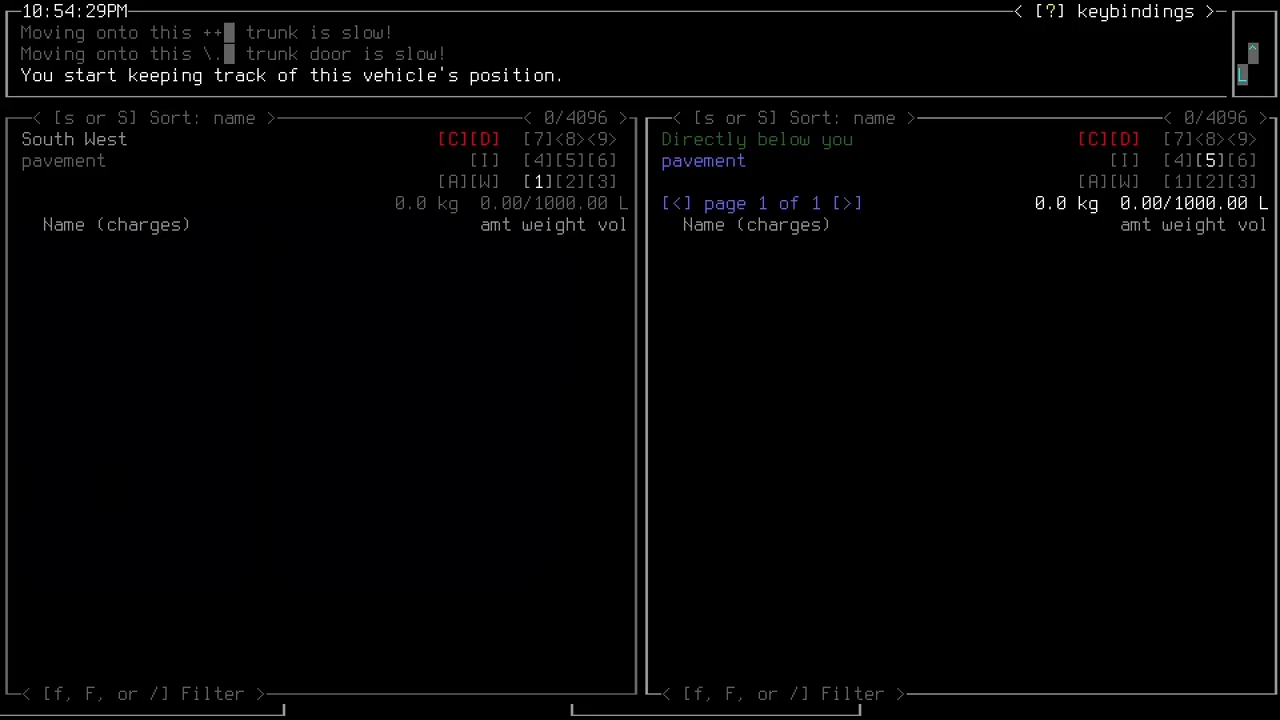 10:54:29PM < [?] keybindings >
Moving onto this ++ trunk is slow!
Moving onto this \. trunk door is slow! ^
You start keeping track of this vehicle's position. L
< [s or S] Sort: name > < 0/4096 > < [s or S] Sort: name > < 0/4096 >
South West [C][D] [7]<8><9> Directly below you [C][D] [7]<8><9>
pavement [I] [4][5][6] pavement [I] [4][5][6]
[A][W] [1][2][3] [A][W] [1][2][3]
0.0 kg 0.00/1000.00 L [<] page 1 of 1 [>] 0.0 kg 0.00/1000.00 L
Name (charges) amt weight vol Name (charges) amt weight vol
< [f, F, or /] Filter > < [f, F, or /] Filter >